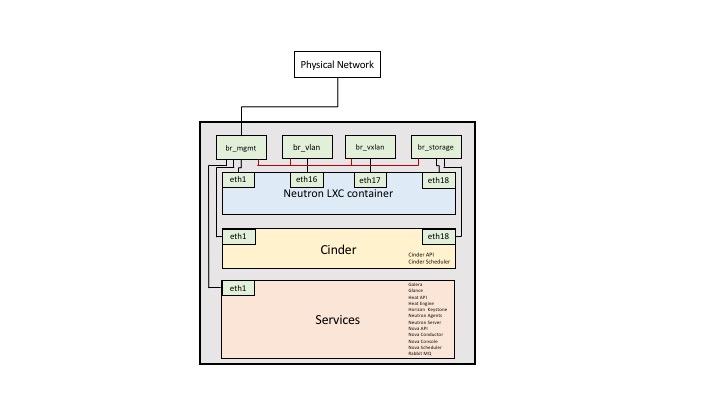 Physical Network
br_mgmt
br_vlan
br_vxlan
br_storage
eth1
eth16
eth17
eth18
Neutron LXC container
eth1
eth18
Cinder
Cinder API
Cinder Scheduler
eth1
Services
Galera
Glance
Heat API
Heat Engine
Horizon Keystone
Neutron Agents
Neutron Server
Nova API
Nova Conductor
Nova Console
Nova Scheduler
Rabbit MQ